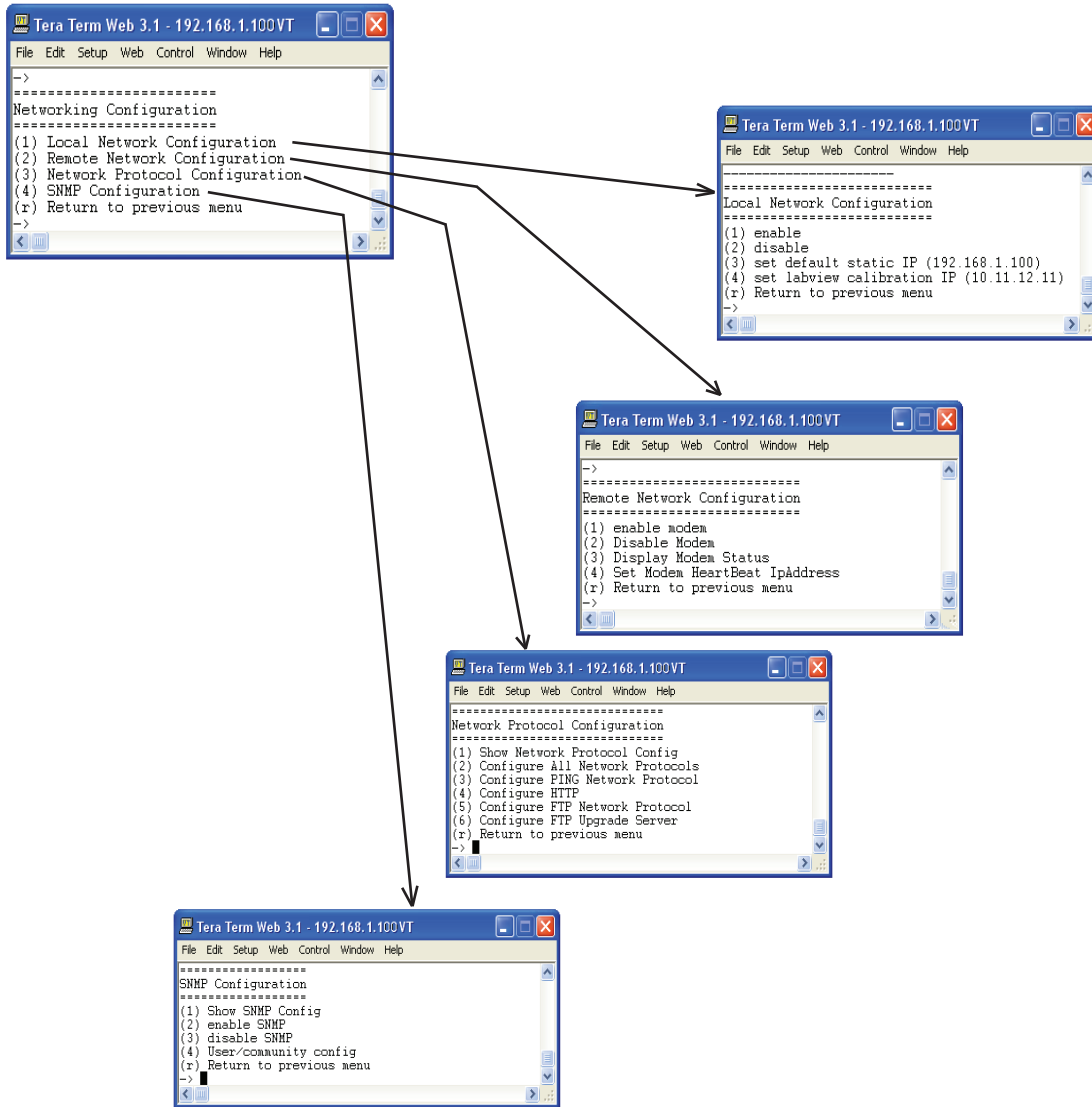 Tera Term Web 3.1 - 192.168.1.100 VT
File Edit Setup Web Control Window Help
->
==========================
Networking Configuration
==========================
(1) Local Network Configuration
(2) Remote Network Configuration
(3) Network Protocol Configuration
(4) SNMP Configuration
(r) Return to previous menu
->
Tera Term Web 3.1 - 192.168.1.100 VT
File Edit Setup Web Control Window Help
----------------------
===========================
Local Network Configuration
===========================
(1) enable
(2) disable
(3) set default static IP (192.168.1.100)
(4) set labview calibration IP (10.11.12.11)
(r) Return to previous menu
->
Tera Term Web 3.1 - 192.168.1.100 VT
File Edit Setup Web Control Window Help
->
============================
Remote Network Configuration
============================
(1) enable modem
(2) Disable Modem
(3) Display Modem Status
(4) Set Modem HeartBeat IpAddress
(r) Return to previous menu
->
Tera Term Web 3.1 - 192.168.1.100 VT
File Edit Setup Web Control Window Help
==============================
Network Protocol Configuration
==============================
(1) Show Network Protocol Config
(2) Configure All Network Protocols
(3) Configure PING Network Protocol
(4) Configure HTTP
(5) Configure FTP Network Protocol
(6) Configure FTP Upgrade Server
(r) Return to previous menu
->
Tera Term Web 3.1 - 192.168.1.100 VT
File Edit Setup Web Control Window Help
==================
SNMP Configuration
==================
(1) Show SNMP Config
(2) enable SNMP
(3) disable SNMP
(4) User/community config
(r) Return to previous menu
->